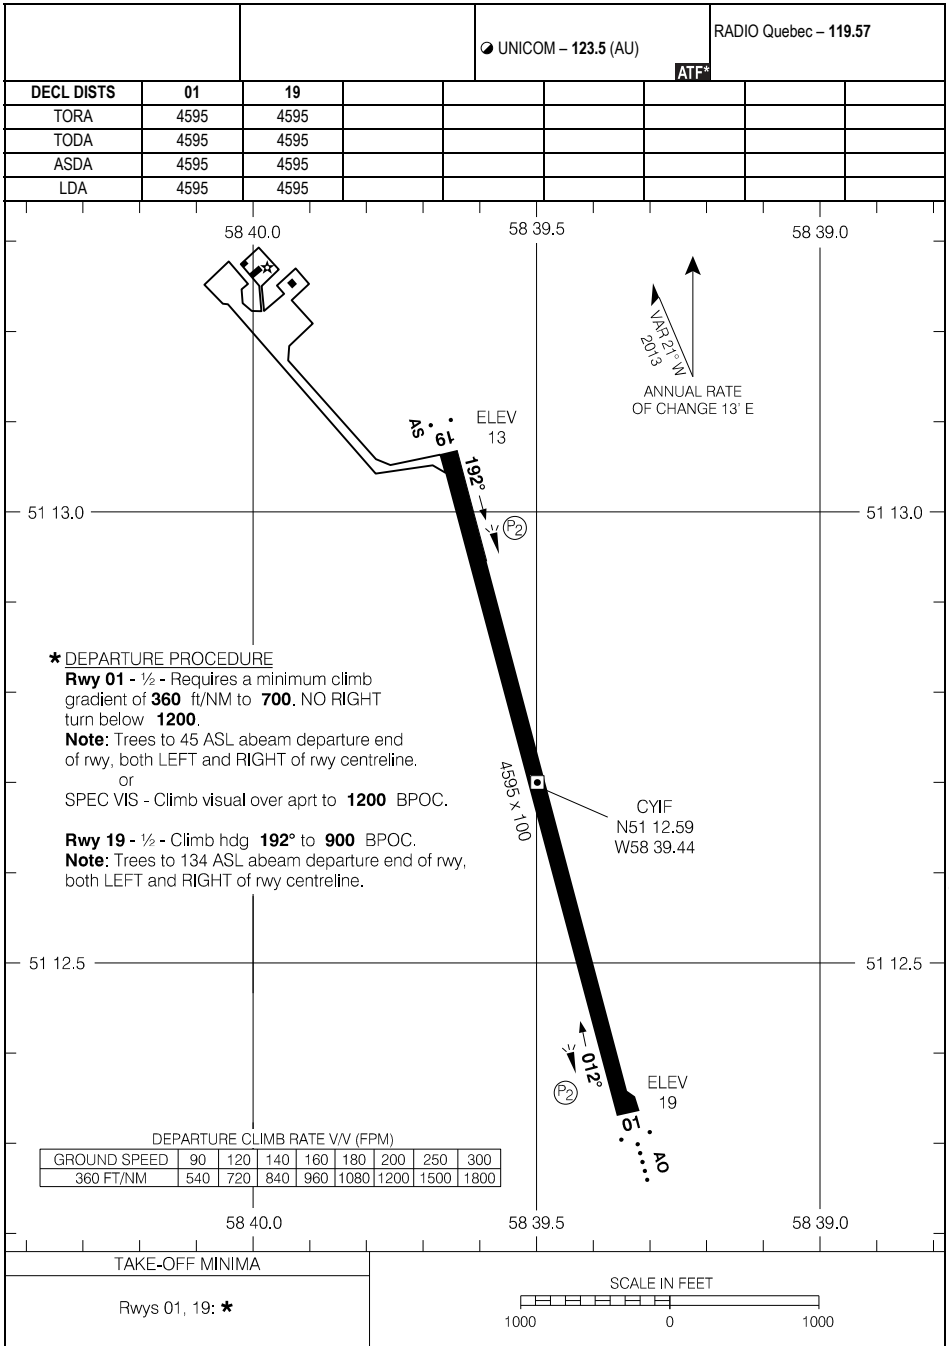 UNICOM – 123.5 (AU)
ATF*
RADIO Quebec – 119.57
DECL DISTS 01 19
TORA 4595 4595
TODA 4595 4595
ASDA 4595 4595
LDA 4595 4595
58 40.0 58 39.5 58 39.0
VAR 21° W
2013
ANNUAL RATE
OF CHANGE 13' E
AS
19
ELEV
13
192°
P2
51 13.0 51 13.0
* DEPARTURE PROCEDURE
Rwy 01 - ½ - Requires a minimum climb
gradient of 360 ft/NM to 700. NO RIGHT
turn below 1200.
Note: Trees to 45 ASL abeam departure end
of rwy, both LEFT and RIGHT of rwy centreline.
or
SPEC VIS - Climb visual over aprt to 1200 BPOC.
Rwy 19 - ½ - Climb hdg 192° to 900 BPOC.
Note: Trees to 134 ASL abeam departure end of rwy,
both LEFT and RIGHT of rwy centreline.
4595 x 100
CYIF
N51 12.59
W58 39.44
51 12.5 51 12.5
012°
P2
ELEV
19
01
AO
DEPARTURE CLIMB RATE V/V (FPM)
GROUND SPEED 90 120 140 160 180 200 250 300
360 FT/NM 540 720 840 960 1080 1200 1500 1800
58 40.0 58 39.5 58 39.0
TAKE-OFF MINIMA
Rwys 01, 19: *
SCALE IN FEET
1000 0 1000